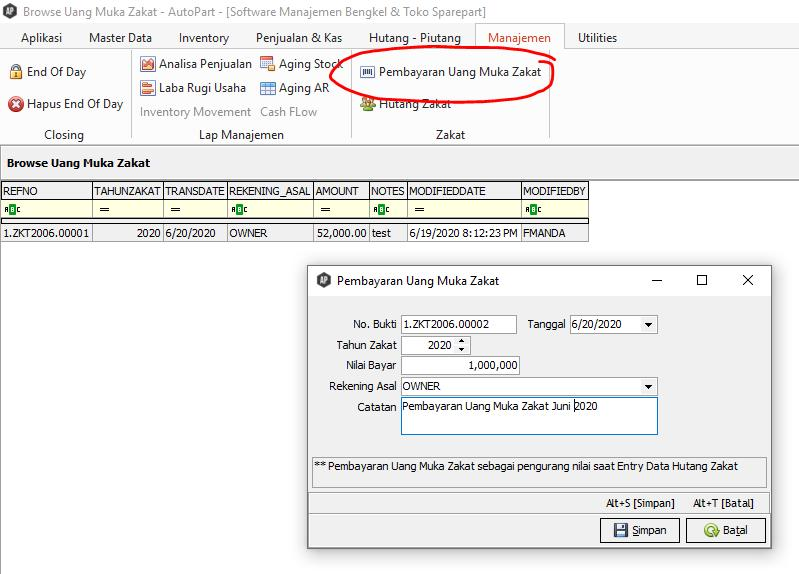 Browse Uang Muka Zakat - AutoPart - [Software Manajemen Bengkel & Toko Sparepart]
Aplikasi Master Data Inventory Penjualan & Kas Hutang - Piutang Manajemen Utilities
End Of Day
Hapus End Of Day
Closing
Analisa Penjualan Aging Stock
Laba Rugi Usaha Aging AR
Inventory Movement Cash FLow
Lap Manajemen
Pembayaran Uang Muka Zakat
Hutang Zakat
Zakat
Browse Uang Muka Zakat
REFNO TAHUNZAKAT TRANSDATE REKENING_ASAL AMOUNT NOTES MODIFIEDDATE MODIFIEDBY
ABC = = ABC = ABC = ABC
1.ZKT2006.00001 2020 6/20/2020 OWNER 52,000.00 test 6/19/2020 8:12:23 PM FMANDA
AP Pembayaran Uang Muka Zakat
No. Bukti 1.ZKT2006.00002 Tanggal 6/20/2020
Tahun Zakat 2020
Nilai Bayar 1,000,000
Rekening Asal OWNER
Catatan Pembayaran Uang Muka Zakat Juni 2020
** Pembayaran Uang Muka Zakat sebagai pengurang nilai saat Entry Data Hutang Zakat
Alt+S [Simpan] Alt+T [Batal]
Simpan Batal